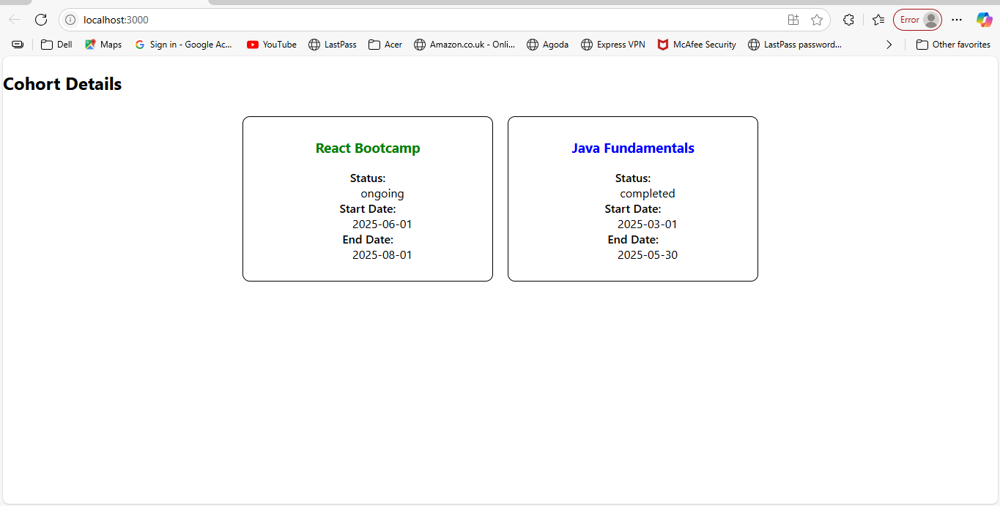 localhost:3000
Error
Dell Maps Sign in - Google Ac... YouTube LastPass Acer Amazon.co.uk - Onli... Agoda Express VPN McAfee Security LastPass password... Other favorites
Cohort Details
React Bootcamp
Status:
ongoing
Start Date:
2025-06-01
End Date:
2025-08-01
Java Fundamentals
Status:
completed
Start Date:
2025-03-01
End Date:
2025-05-30